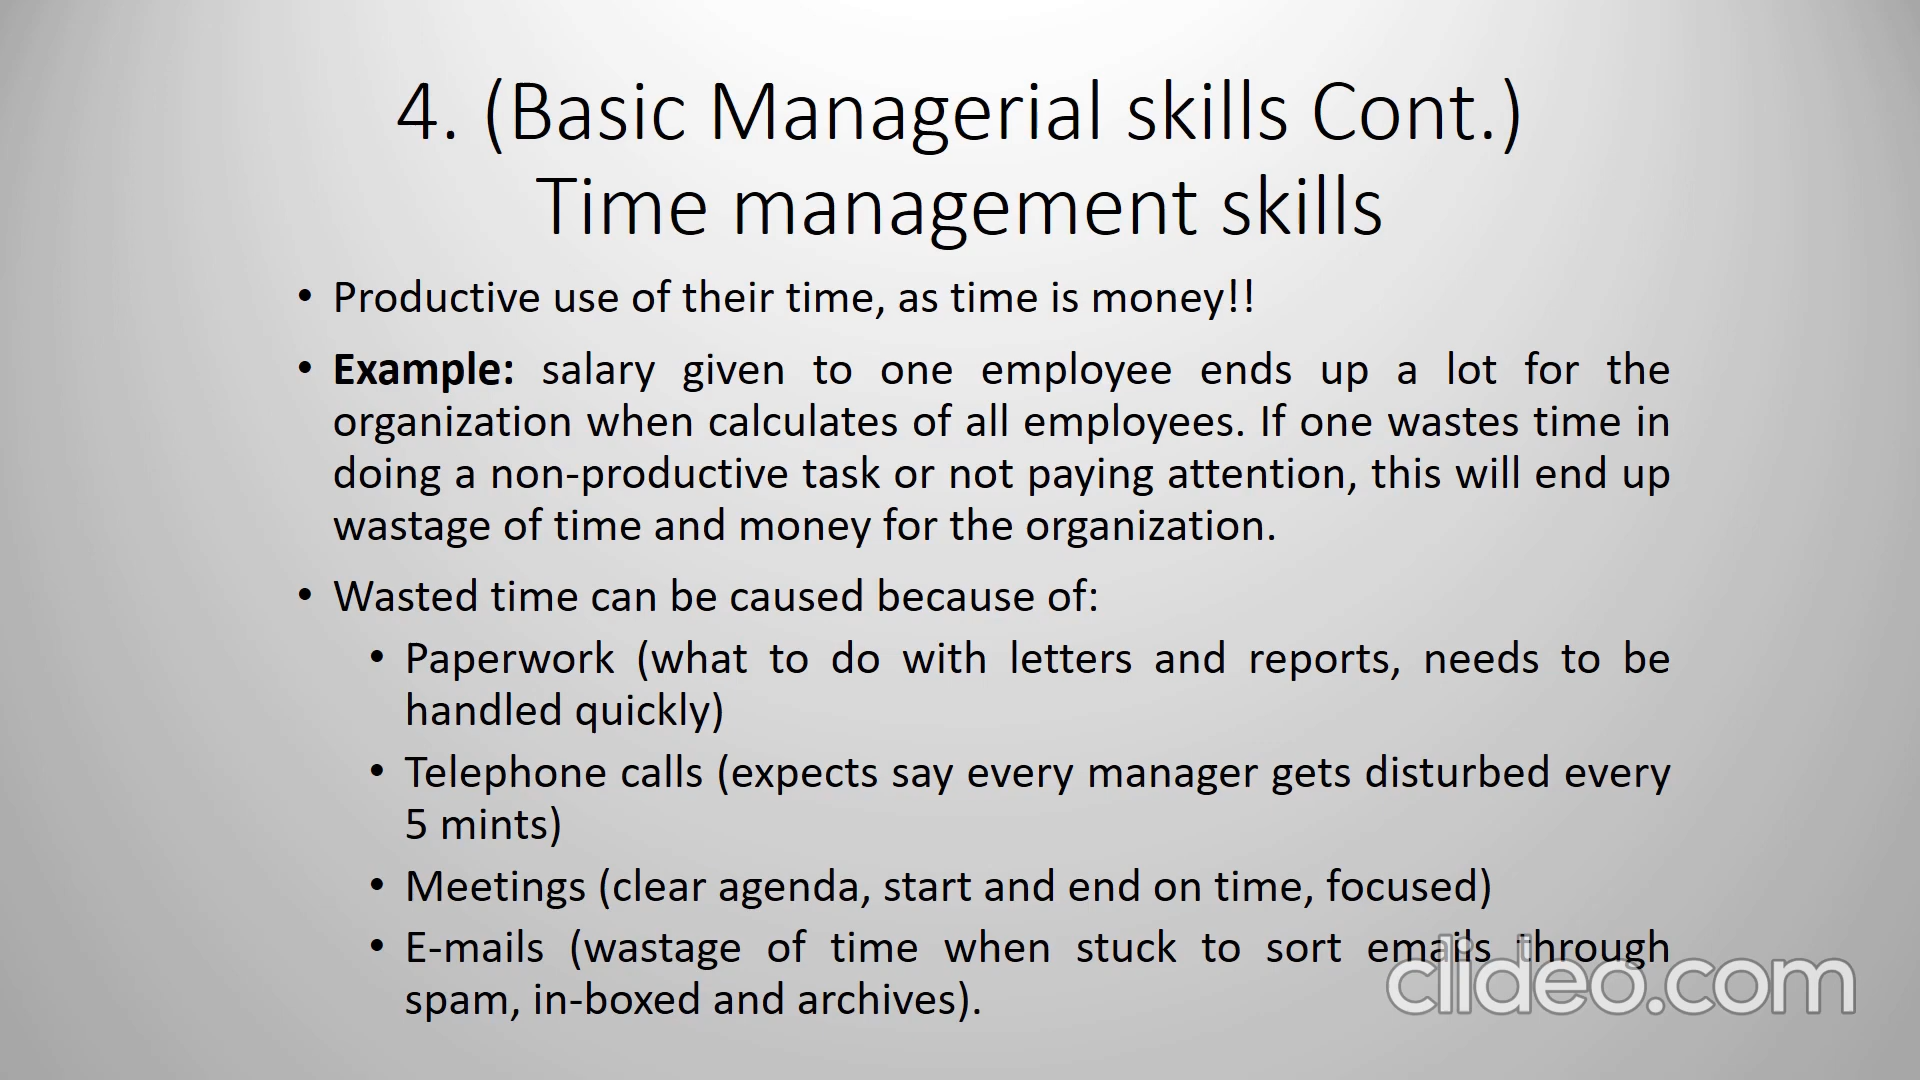 4. (Basic Managerial skills Cont.)
Time management skills
• Productive use of their time, as time is money!!
• Example: salary given to one employee ends up a lot for the
organization when calculates of all employees. If one wastes time in
doing a non-productive task or not paying attention, this will end up
wastage of time and money for the organization.
• Wasted time can be caused because of:
• Paperwork (what to do with letters and reports, needs to be
handled quickly)
• Telephone calls (expects say every manager gets disturbed every
5 mints)
• Meetings (clear agenda, start and end on time, focused)
• E-mails (wastage of time when stuck to sort emails through
spam, in-boxed and archives).
clideo.com